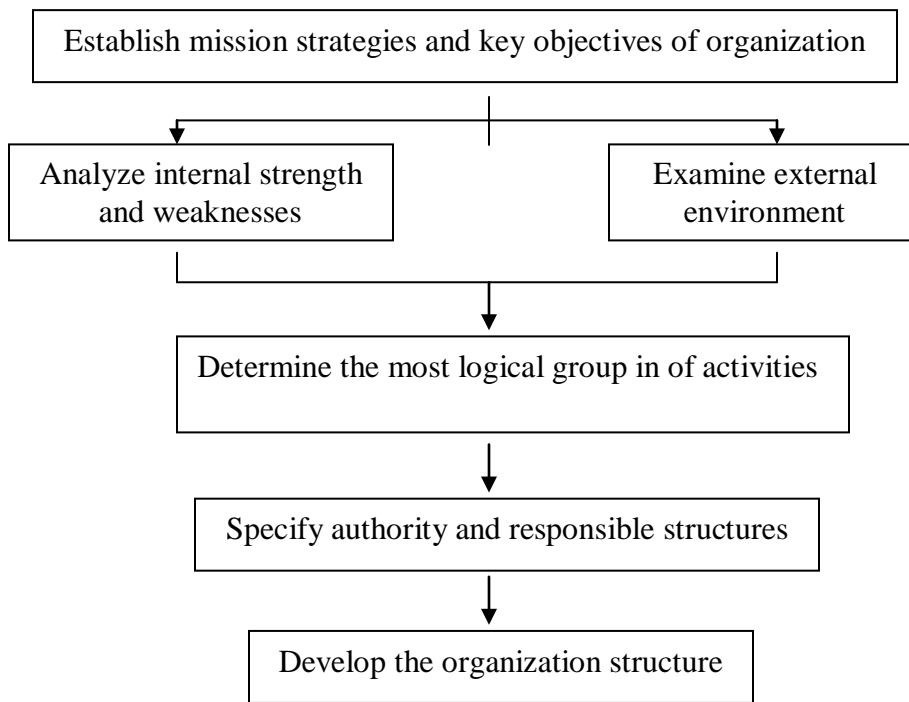 Establish mission strategies and key objectives of organization
Analyze internal strength
and weaknesses
Examine external
environment
Determine the most logical group in of activities
Specify authority and responsible structures
Develop the organization structure